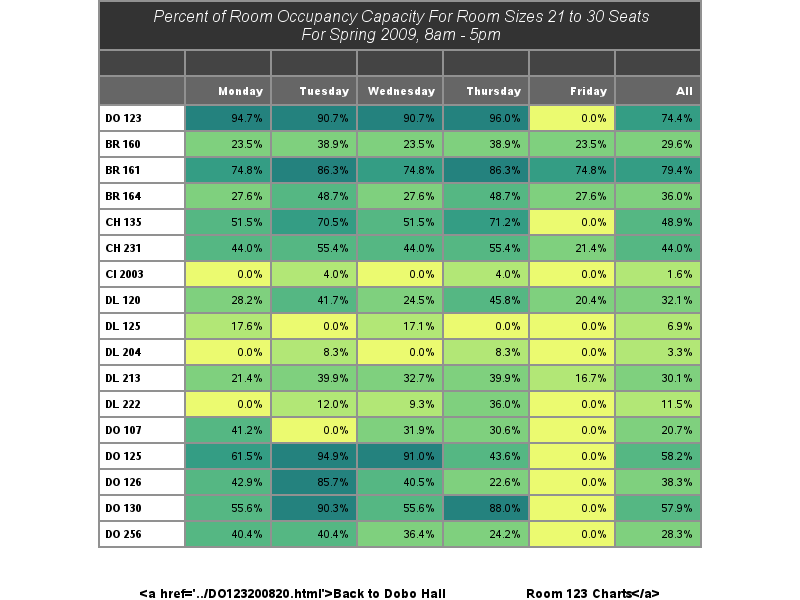 Percent of Room Occupancy Capacity For Room Sizes 21 to 30 Seats
For Spring 2009, 8am - 5pm
Monday Tuesday Wednesday Thursday Friday All
DO 123 94.7% 90.7% 90.7% 96.0% 0.0% 74.4%
BR 160 23.5% 38.9% 23.5% 38.9% 23.5% 29.6%
BR 161 74.8% 86.3% 74.8% 86.3% 74.8% 79.4%
BR 164 27.6% 48.7% 27.6% 48.7% 27.6% 36.0%
CH 135 51.5% 70.5% 51.5% 71.2% 0.0% 48.9%
CH 231 44.0% 55.4% 44.0% 55.4% 21.4% 44.0%
CI 2003 0.0% 4.0% 0.0% 4.0% 0.0% 1.6%
DL 120 28.2% 41.7% 24.5% 45.8% 20.4% 32.1%
DL 125 17.6% 0.0% 17.1% 0.0% 0.0% 6.9%
DL 204 0.0% 8.3% 0.0% 8.3% 0.0% 3.3%
DL 213 21.4% 39.9% 32.7% 39.9% 16.7% 30.1%
DL 222 0.0% 12.0% 9.3% 36.0% 0.0% 11.5%
DO 107 41.2% 0.0% 31.9% 30.6% 0.0% 20.7%
DO 125 61.5% 94.9% 91.0% 43.6% 0.0% 58.2%
DO 126 42.9% 85.7% 40.5% 22.6% 0.0% 38.3%
DO 130 55.6% 90.3% 55.6% 88.0% 0.0% 57.9%
DO 256 40.4% 40.4% 36.4% 24.2% 0.0% 28.3%
<a href='../DO123200820.html'>Back to Dobo Hall Room 123 Charts</a>